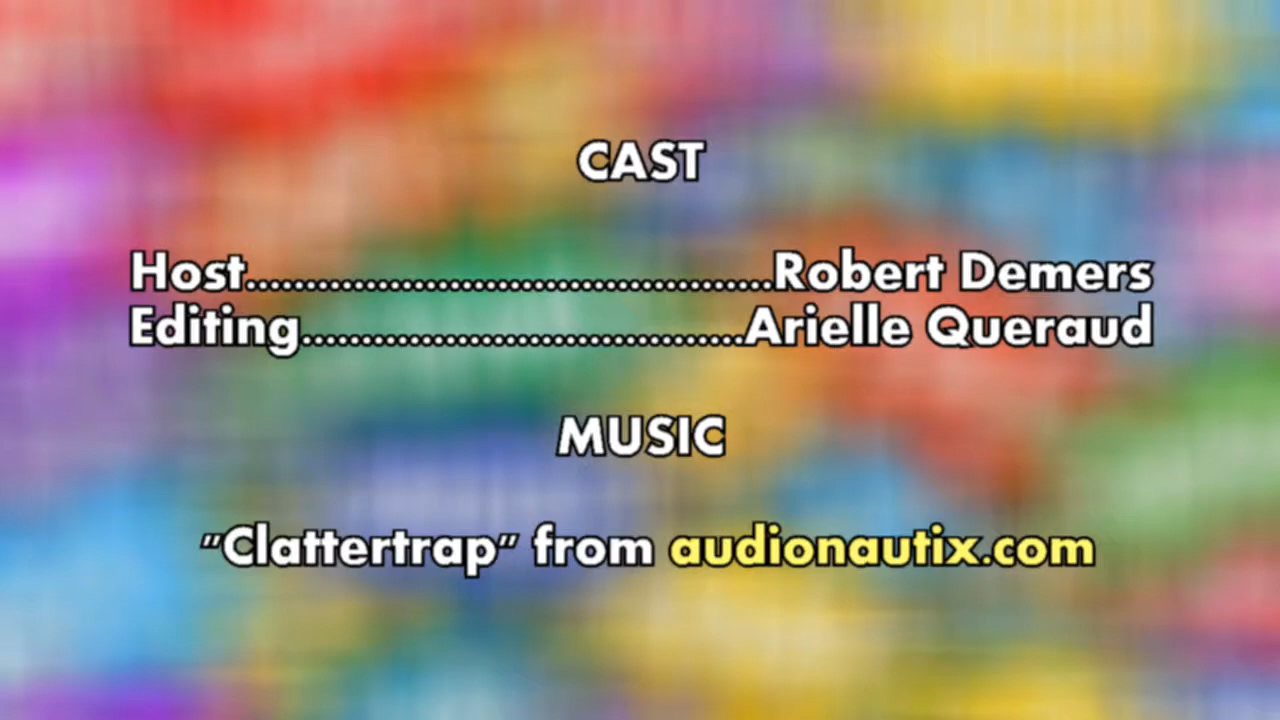 CAST
Host............................................Robert Demers
Editing.....................................Arielle Queraud
MUSIC
"Clattertrap" from audionautix.com